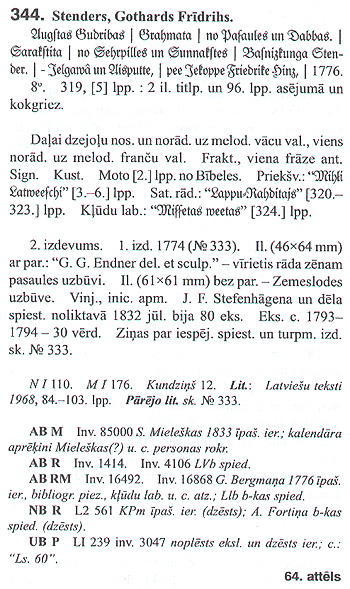 344. Stenders, Gothards Frīdrihs.
Augstas Gudribas | Grahmata | no Pasaules un Dabbas. |
Sarakstita | no Sehrpilles un Sunnakstes | Basnizkunga Sten-
der. | - Jelgawâ un Aisputte, | pee Jekoppe Friedrike Hinz, | 1776.
8º. 319, [5] lpp. : 2 il. titlp. un 96. lpp. asējumā un
kokgriez.
Daļai dzejoļu nos. un norād. uz melod. vācu val., viens
norād. uz melod. franču val. Frakt., viena frāze ant.
Sign. Kust. Moto [2.] lpp. no Bībeles. Priekšv.: “Mihļi
Latweeschi” [3.–6.] lpp. Sat. rād.: “Lappu-Rahditajs” [320.–
323.] lpp. Kļūdu lab.: “Missetas weetas” [324.] lpp.
2. izdevums. 1. izd. 1774 (№ 333). Il. (46×64 mm)
ar par.: “G. G. Endner del. et sculp.” – vīrietis rāda zēnam
pasaules uzbūvi. Il. (61×61 mm) bez par. – Zemeslodes
uzbūve. Vinj., inic. apm. J. F. Stefenhāgena un dēla
spiest. noliktavā 1832 jūl. bija 80 eks. Eks. c. 1793–
1794 – 30 vērd. Ziņas par iespēj. spiest. un turpm. izd.
sk. № 333.
N I 110. M I 176. Kundziņš 12. Lit.: Latviešu teksti
1968, 84.–103. lpp. Pārējo lit. sk. № 333.
AB M Inv. 85000 S. Mieleškas 1833 īpaš. ier.; kalendāra
aprēķini Mieleškas(?) u. c. personas rokr.
AB R Inv. 1414. Inv. 4106 LVb spied.
AB RM Inv. 16492. Inv. 16868 G. Bergmaņa 1776 īpaš.
ier., bibliogr. piez., kļūdu lab. u. c. atz.; Llb b-kas spied.
NB R L2 561 KPm īpaš. ier. (dzēsts); A. Fortiņa b-kas
spied. (dzēsts).
UB P LI 239 inv. 3047 noplēsts eksl. un dzēsts ier.; c.:
“Ls. 60”.
64. attēls